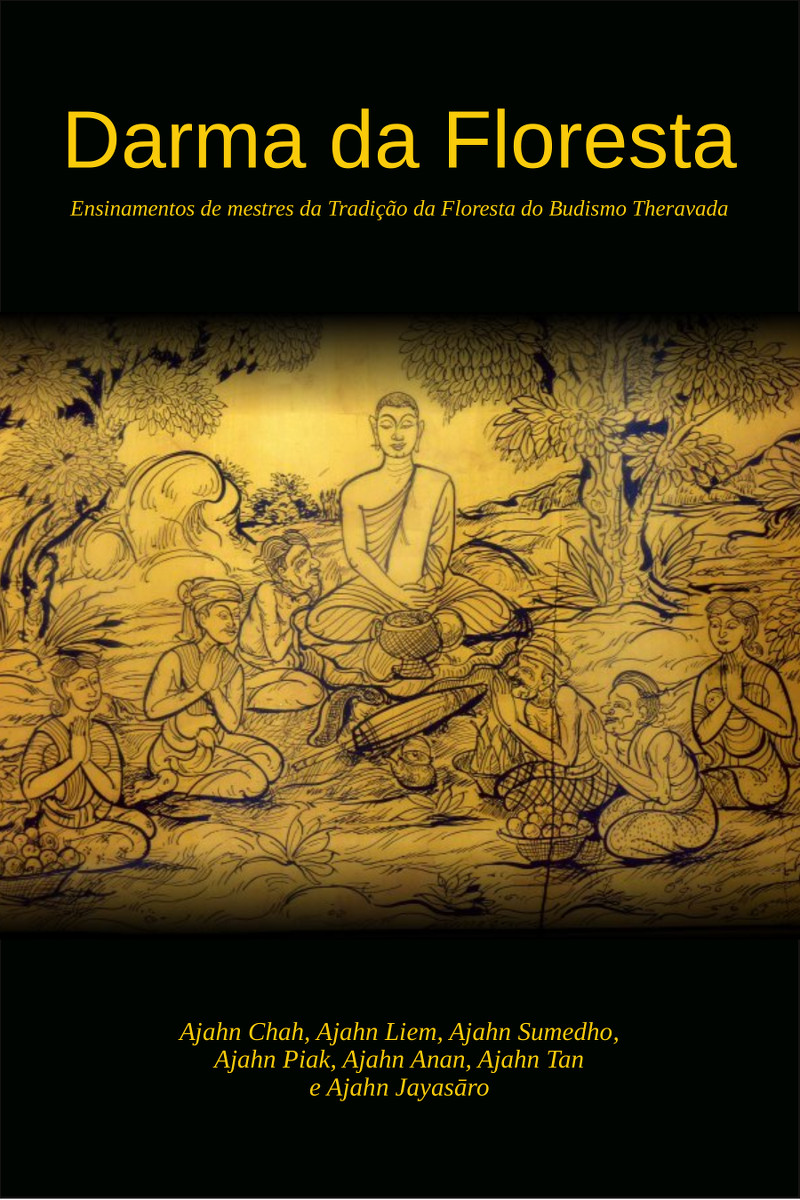 Darma da Floresta
Ensinamentos de mestres da Tradição da Floresta do Budismo Theravada
Ajahn Chah, Ajahn Liem, Ajahn Sumedho,
Ajahn Piak, Ajahn Anan, Ajahn Tan
e Ajahn Jayasāro